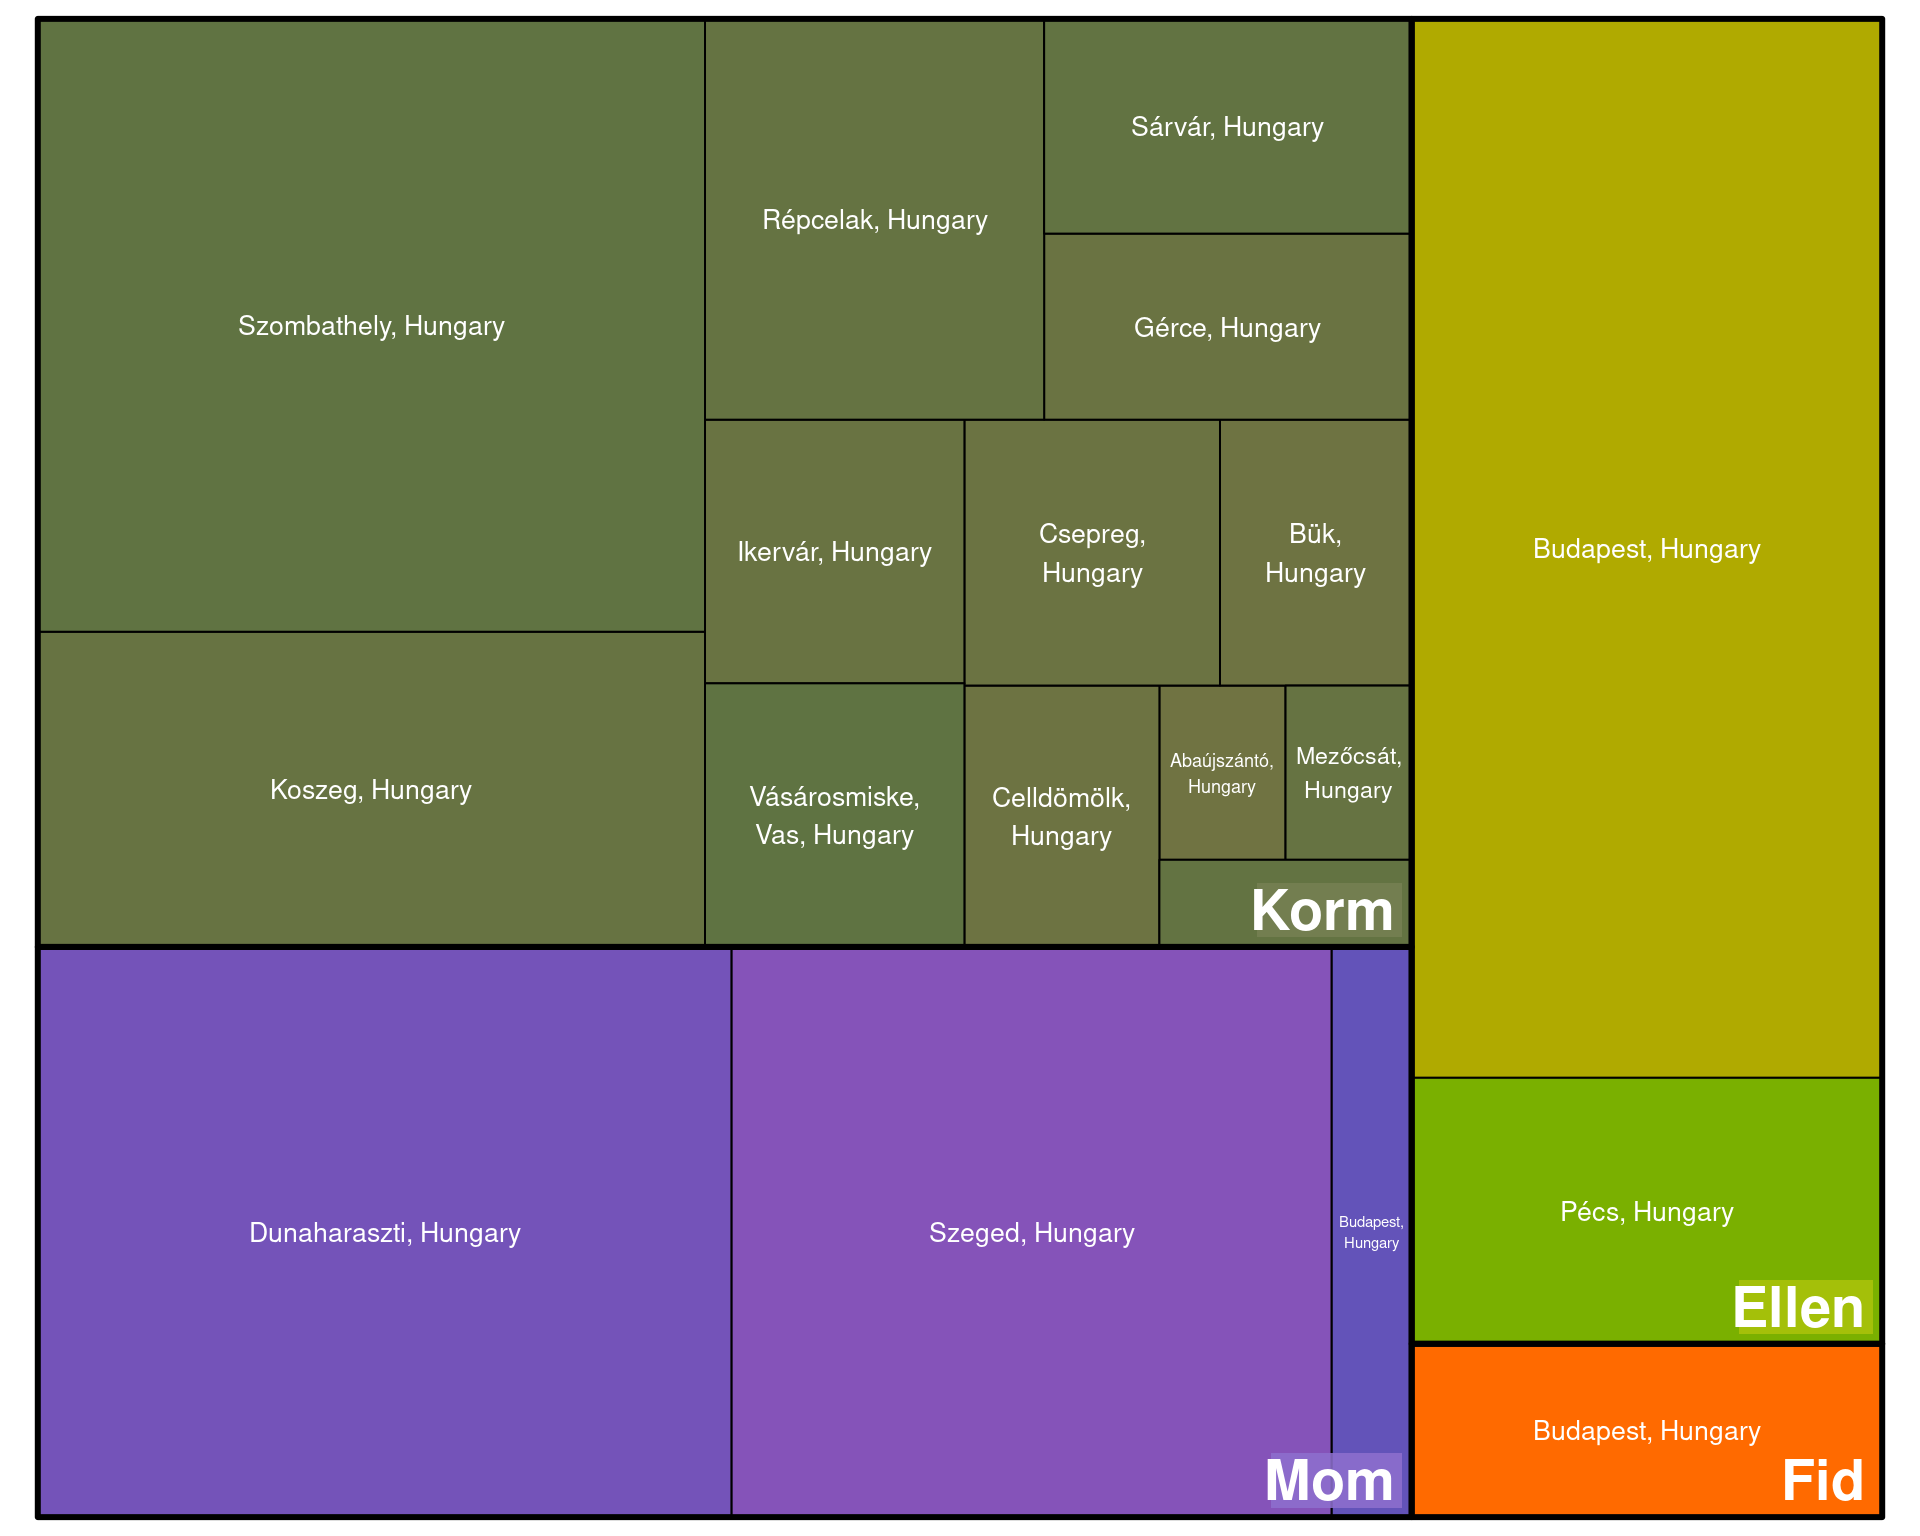 Szombathely, Hungary
Répcelak, Hungary
Sárvár, Hungary
Gérce, Hungary
Koszeg, Hungary
Ikervár, Hungary
Csepreg,
Hungary
Bük,
Hungary
Vásárosmiske,
Vas, Hungary
Celldömölk,
Hungary
Abaújszántó,
Hungary
Mezőcsát,
Hungary
Korm
Budapest, Hungary
Pécs, Hungary
Ellen
Dunaharaszti, Hungary
Szeged, Hungary
Budapest,
Hungary
Mom
Budapest, Hungary
Fid